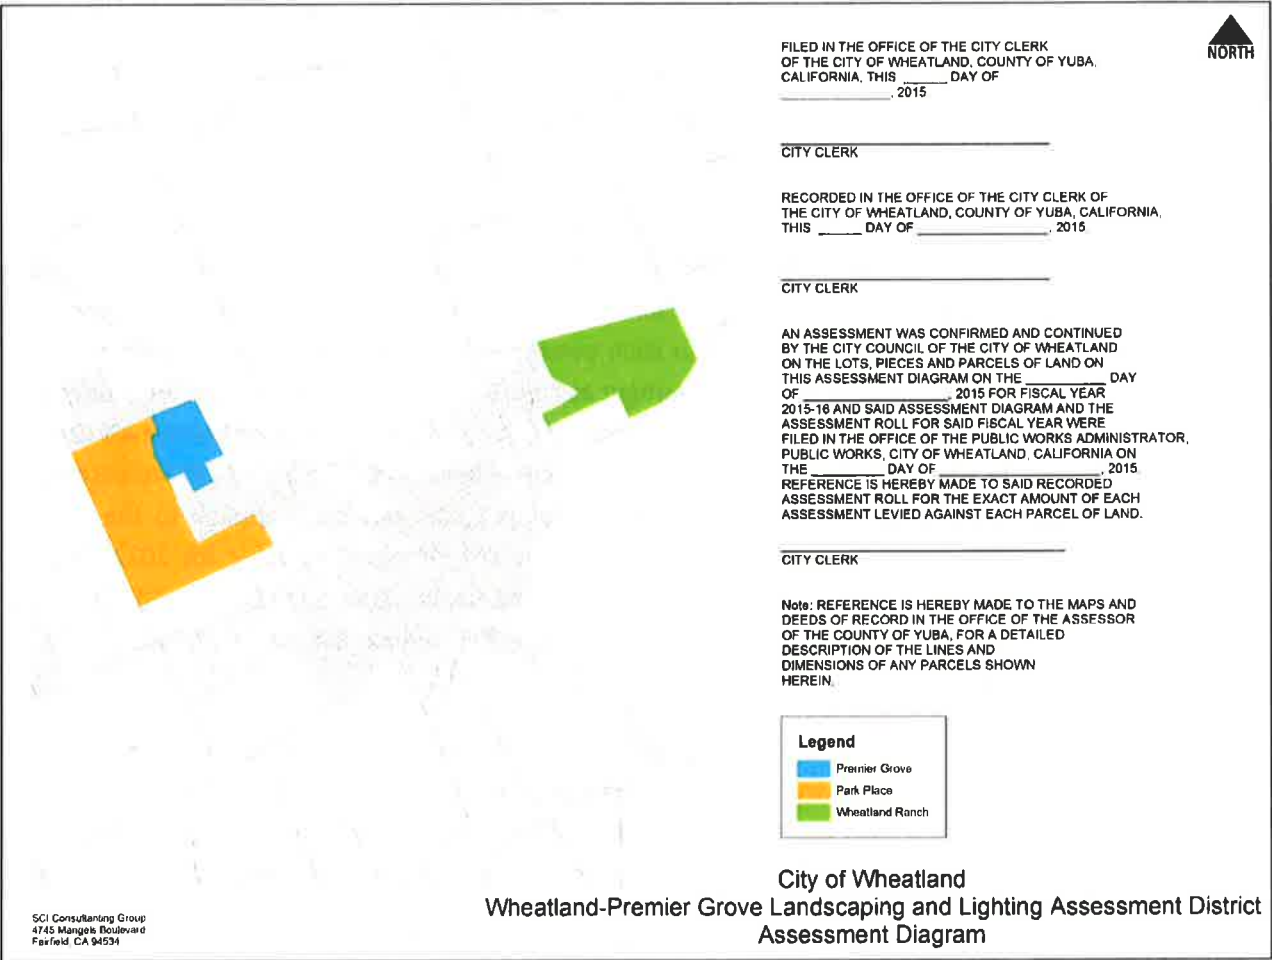 NORTH
FILED IN THE OFFICE OF THE CITY CLERK
OF THE CITY OF WHEATLAND, COUNTY OF YUBA,
CALIFORNIA, THIS ______ DAY OF
________________, 2015
CITY CLERK
RECORDED IN THE OFFICE OF THE CITY CLERK OF
THE CITY OF WHEATLAND, COUNTY OF YUBA, CALIFORNIA,
THIS ______ DAY OF ___________________, 2015
CITY CLERK
AN ASSESSMENT WAS CONFIRMED AND CONTINUED
BY THE CITY COUNCIL OF THE CITY OF WHEATLAND
ON THE LOTS, PIECES AND PARCELS OF LAND ON
THIS ASSESSMENT DIAGRAM ON THE ___________ DAY
OF _____________________, 2015 FOR FISCAL YEAR
2015-16 AND SAID ASSESSMENT DIAGRAM AND THE
ASSESSMENT ROLL FOR SAID FISCAL YEAR WERE
FILED IN THE OFFICE OF THE PUBLIC WORKS ADMINISTRATOR,
PUBLIC WORKS, CITY OF WHEATLAND, CALIFORNIA ON
THE __________ DAY OF _______________________, 2015
REFERENCE IS HEREBY MADE TO SAID RECORDED
ASSESSMENT ROLL FOR THE EXACT AMOUNT OF EACH
ASSESSMENT LEVIED AGAINST EACH PARCEL OF LAND.
CITY CLERK
Note: REFERENCE IS HEREBY MADE TO THE MAPS AND
DEEDS OF RECORD IN THE OFFICE OF THE ASSESSOR
OF THE COUNTY OF YUBA, FOR A DETAILED
DESCRIPTION OF THE LINES AND
DIMENSIONS OF ANY PARCELS SHOWN
HEREIN.
Legend
Premier Grove
Park Place
Wheatland Ranch
City of Wheatland
Wheatland-Premier Grove Landscaping and Lighting Assessment District
Assessment Diagram
SCI Consultanting Group
4745 Mangels Boulevard
Fairfield, CA 94534